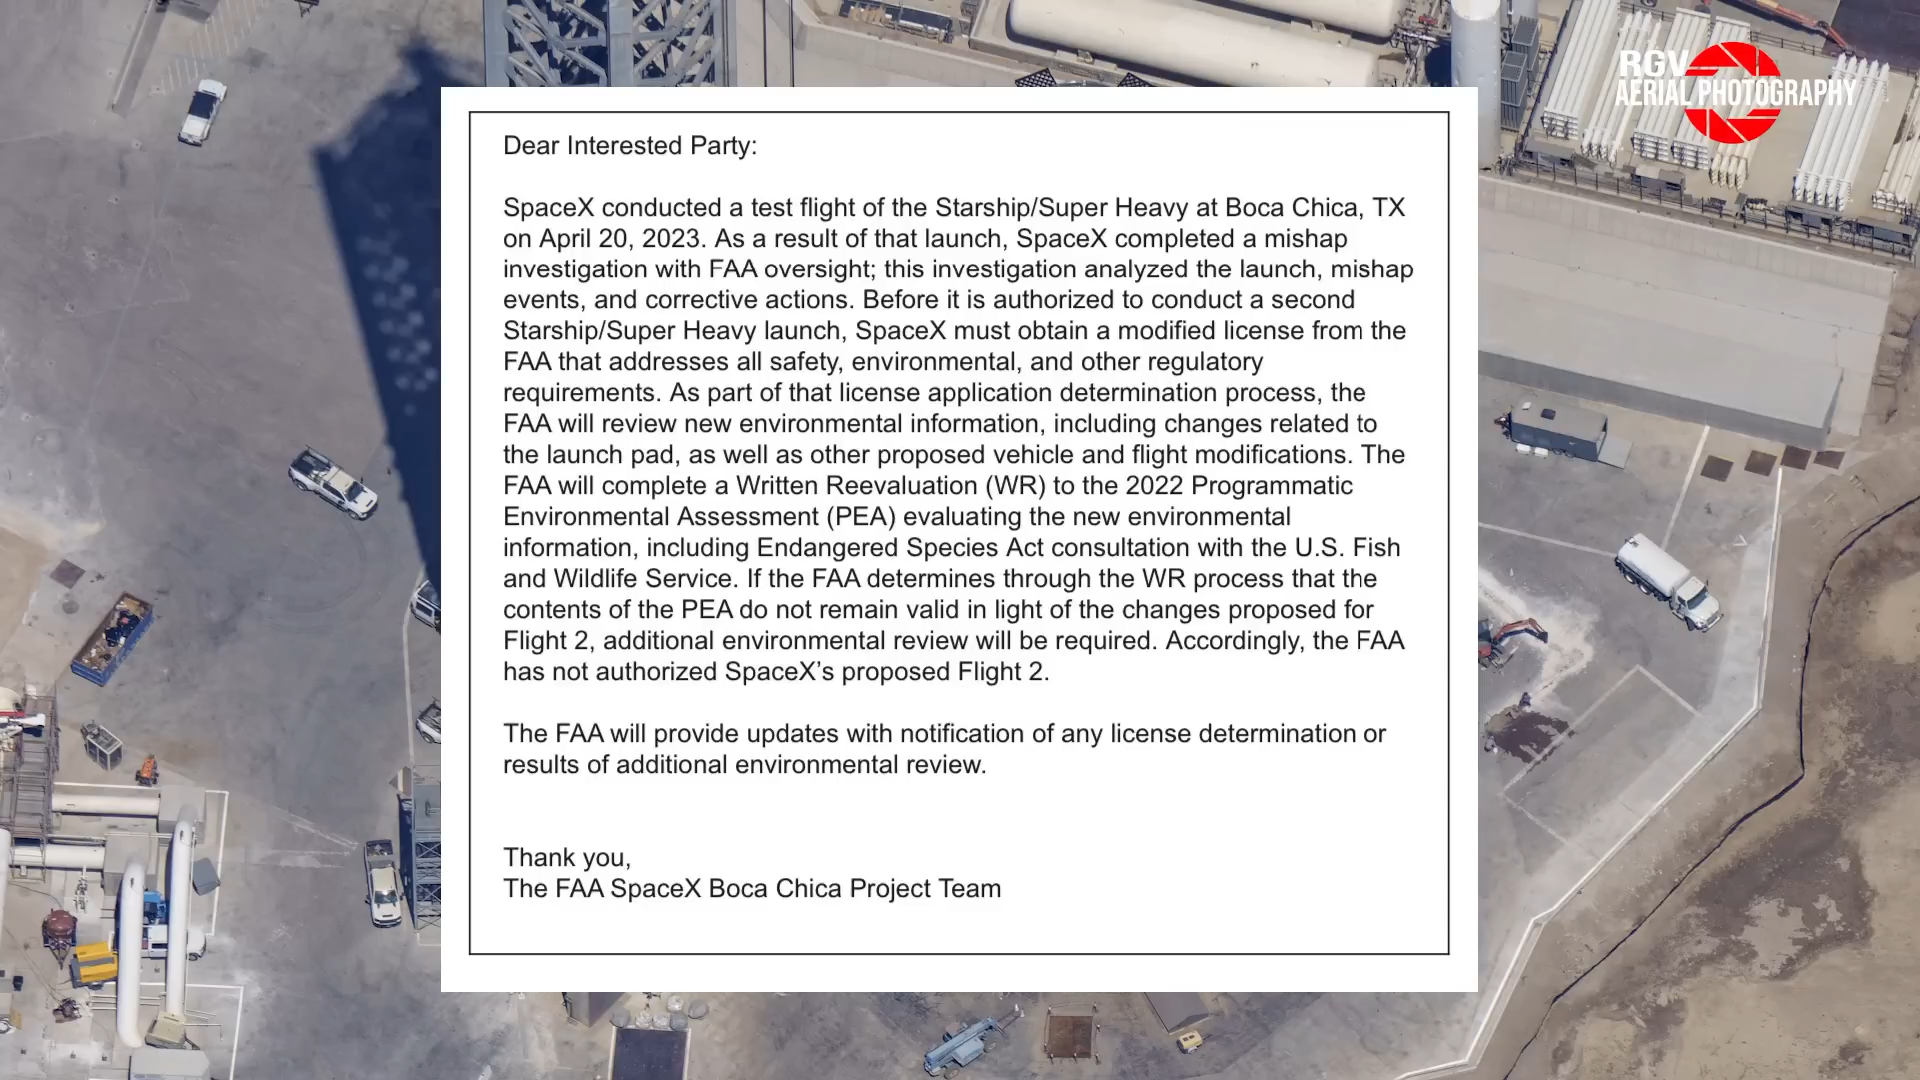 RGV
AERIAL PHOTOGRAPHY
Dear Interested Party:
SpaceX conducted a test flight of the Starship/Super Heavy at Boca Chica, TX
on April 20, 2023. As a result of that launch, SpaceX completed a mishap
investigation with FAA oversight; this investigation analyzed the launch, mishap
events, and corrective actions. Before it is authorized to conduct a second
Starship/Super Heavy launch, SpaceX must obtain a modified license from the
FAA that addresses all safety, environmental, and other regulatory
requirements. As part of that license application determination process, the
FAA will review new environmental information, including changes related to
the launch pad, as well as other proposed vehicle and flight modifications. The
FAA will complete a Written Reevaluation (WR) to the 2022 Programmatic
Environmental Assessment (PEA) evaluating the new environmental
information, including Endangered Species Act consultation with the U.S. Fish
and Wildlife Service. If the FAA determines through the WR process that the
contents of the PEA do not remain valid in light of the changes proposed for
Flight 2, additional environmental review will be required. Accordingly, the FAA
has not authorized SpaceX’s proposed Flight 2.
The FAA will provide updates with notification of any license determination or
results of additional environmental review.
Thank you,
The FAA SpaceX Boca Chica Project Team